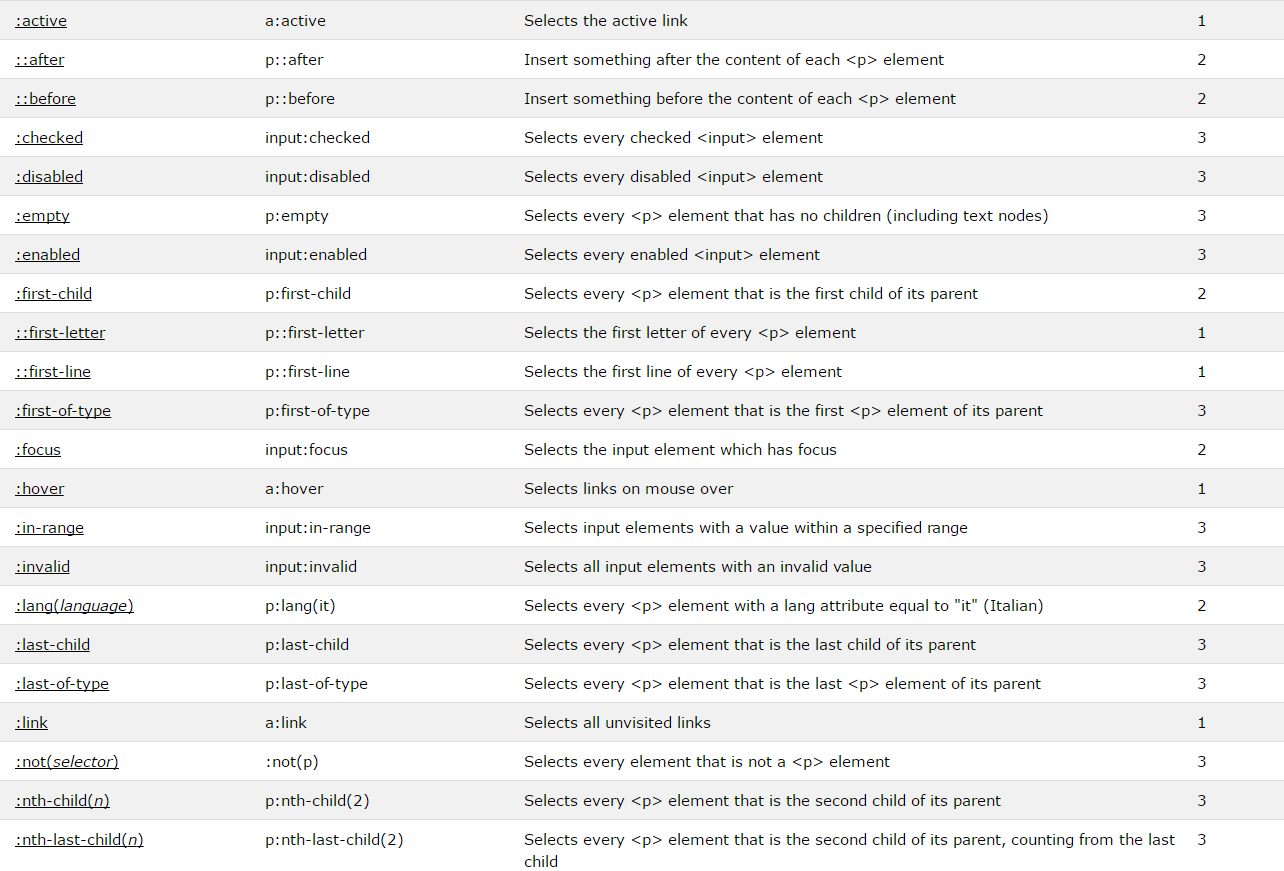 :active a:active Selects the active link 1
::after p::after Insert something after the content of each <p> element 2
::before p::before Insert something before the content of each <p> element 2
:checked input:checked Selects every checked <input> element 3
:disabled input:disabled Selects every disabled <input> element 3
:empty p:empty Selects every <p> element that has no children (including text nodes) 3
:enabled input:enabled Selects every enabled <input> element 3
:first-child p:first-child Selects every <p> element that is the first child of its parent 2
::first-letter p::first-letter Selects the first letter of every <p> element 1
::first-line p::first-line Selects the first line of every <p> element 1
:first-of-type p:first-of-type Selects every <p> element that is the first <p> element of its parent 3
:focus input:focus Selects the input element which has focus 2
:hover a:hover Selects links on mouse over 1
:in-range input:in-range Selects input elements with a value within a specified range 3
:invalid input:invalid Selects all input elements with an invalid value 3
:lang(language) p:lang(it) Selects every <p> element with a lang attribute equal to "it" (Italian) 2
:last-child p:last-child Selects every <p> element that is the last child of its parent 3
:last-of-type p:last-of-type Selects every <p> element that is the last <p> element of its parent 3
:link a:link Selects all unvisited links 1
:not(selector) :not(p) Selects every element that is not a <p> element 3
:nth-child(n) p:nth-child(2) Selects every <p> element that is the second child of its parent 3
:nth-last-child(n) p:nth-last-child(2) Selects every <p> element that is the second child of its parent, counting from the last 3
child